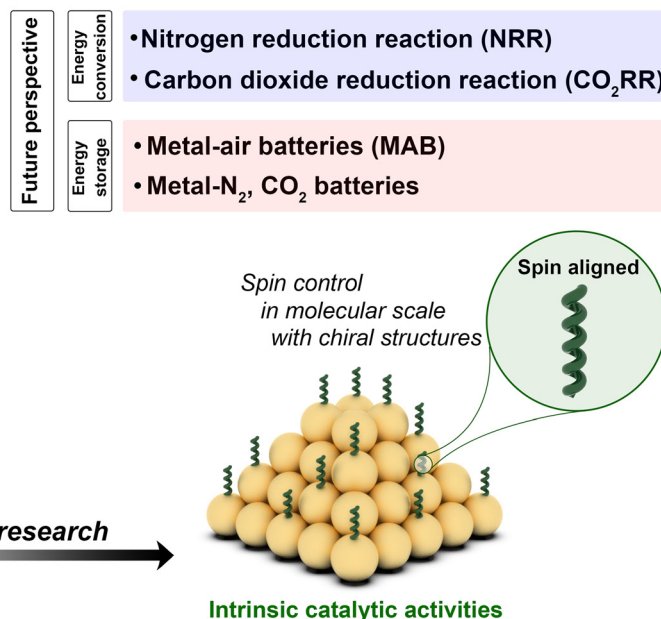 Future perspective
Energy
conversion
•Nitrogen reduction reaction (NRR)
•Carbon dioxide reduction reaction (CO₂RR)
Energy
storage
• Metal-air batteries (MAB)
• Metal-N₂, CO₂ batteries
Spin control
in molecular scale
with chiral structures
Spin aligned
research
Intrinsic catalytic activities